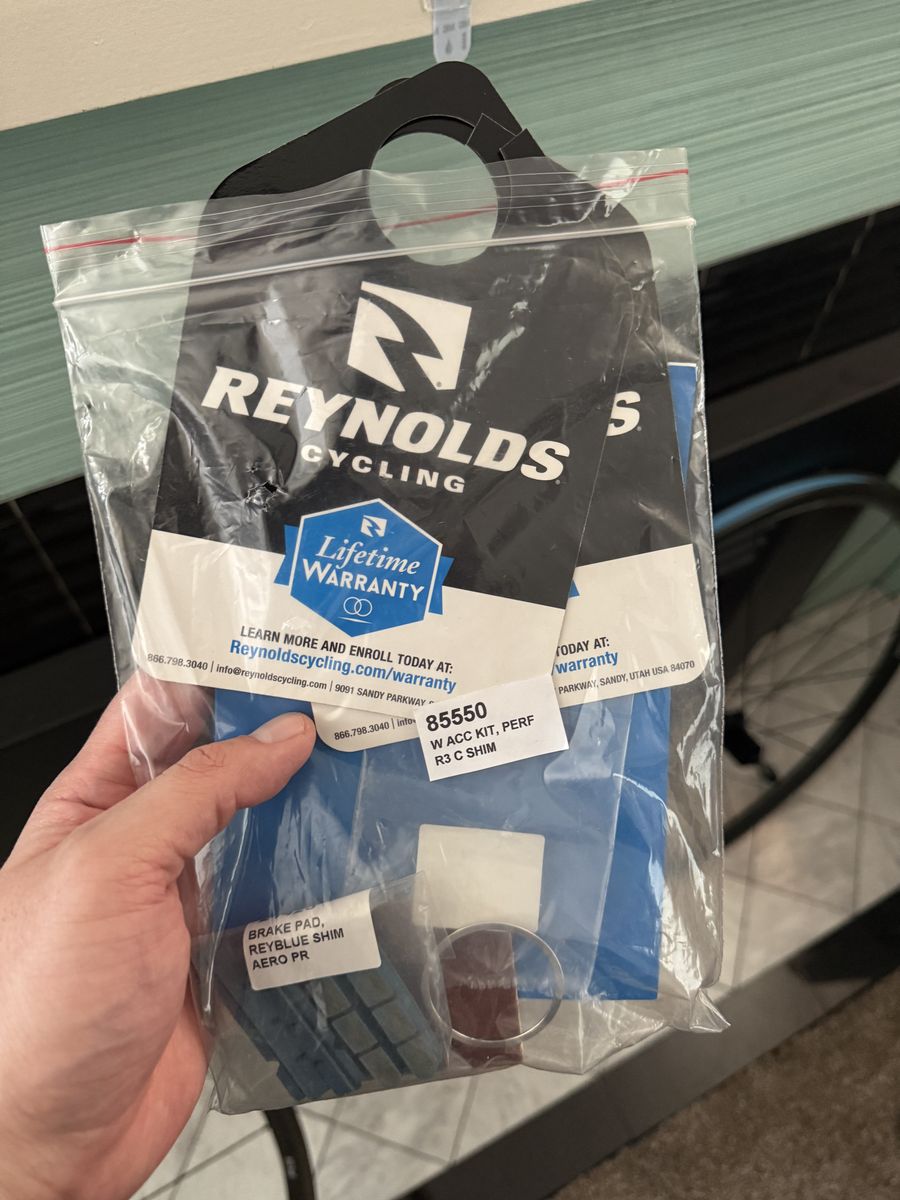 REYNOLDS
CYCLING
S
Lifetime
WARRANTY
LEARN MORE AND ENROLL TODAY AT:
Reynoldscycling.com/warranty
866.798.3040 | info@reynoldscycling.com | 9091 SANDY PARKWAY,
TODAY AT:
warranty
PARKWAY, SANDY, UTAH USA 84070
866.798.3040 | info
85550
W ACC KIT, PERF
R3 C SHIM
BRAKE PAD,
REYBLUE SHIM
AERO PR